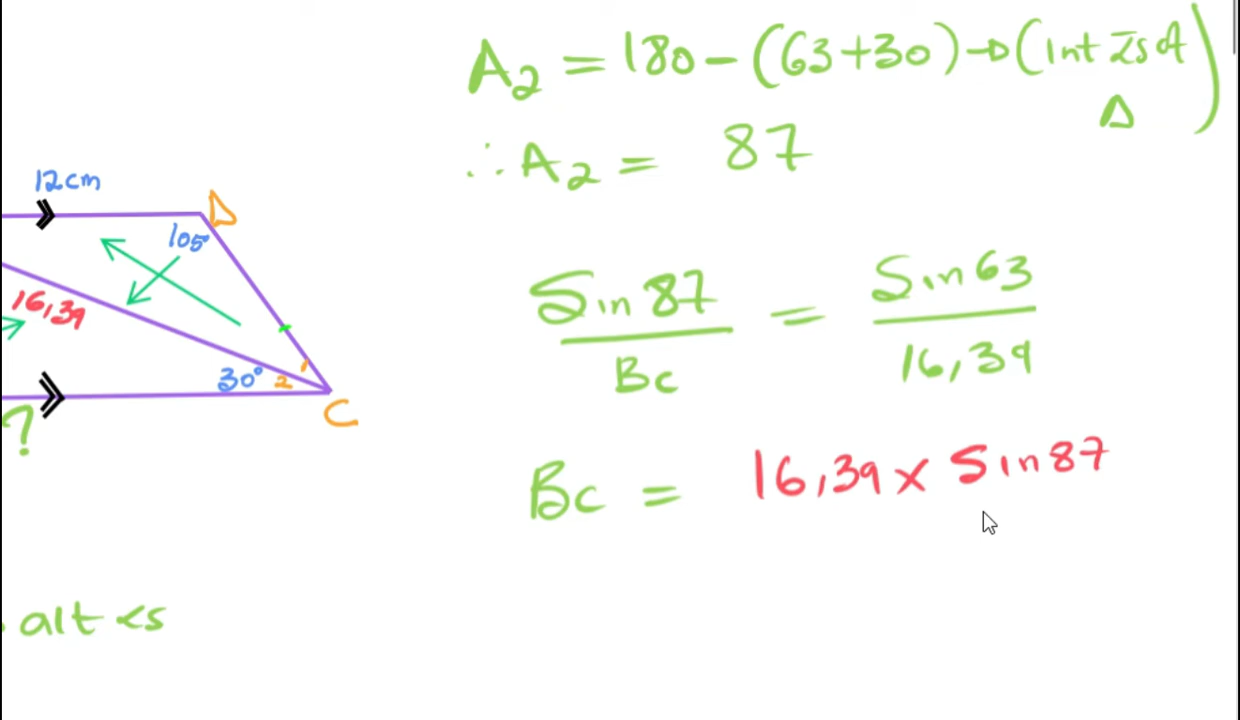 A2 = 180 - (63+30) → (int ∠s of Δ)
∴ A2 = 87
12cm
D
105°
16,39
30° 2 1
C
?
Sin 87 / Bc = Sin 63 / 16,39
Bc = 16,39 x Sin 87
alt <s